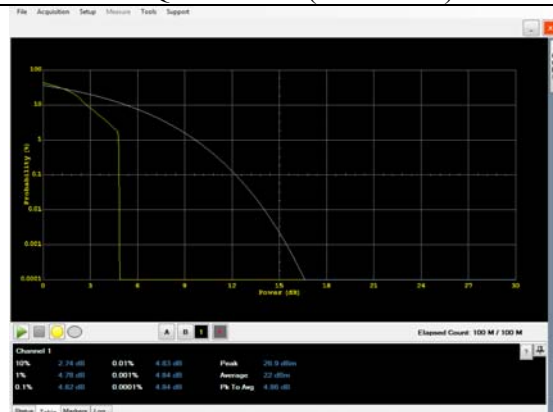 File Acquisition Setup Measure Tools Support
100
10
1
0.1
0.01
0.001
0.0001
Probability (%)
0 3 6 9 12 15 18 21 24 27 30
Power (dB)
A B 1
Elapsed Count: 100 M / 100 M
Channel 1
10% 2.74 dB 0.01% 4.83 dB Peak 26.9 dBm
1% 4.78 dB 0.001% 4.84 dB Average 22 dBm
0.1% 4.82 dB 0.0001% 4.84 dB Pk To Avg 4.86 dB
Status Table Markers Log